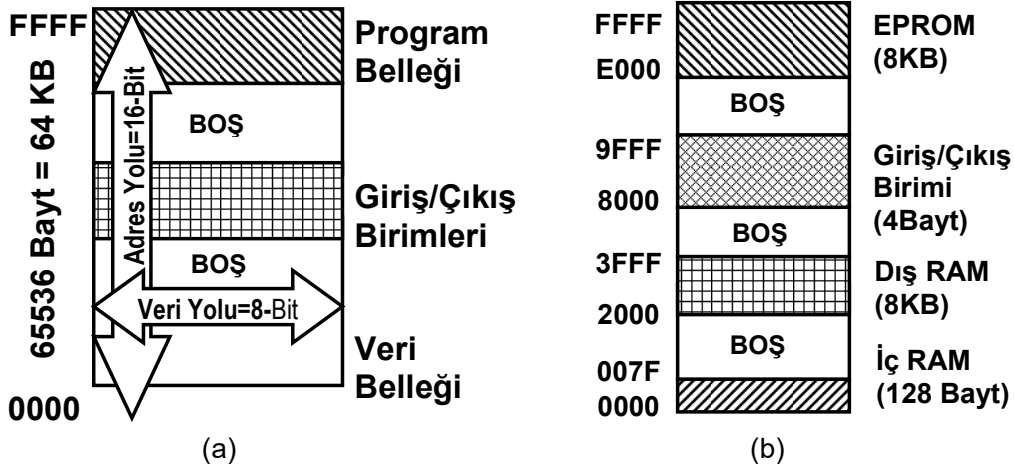 FFFF
65536 Bayt = 64 KB
0000
Adres Yolu=16-Bit
BOŞ
BOŞ
Veri Yolu=8-Bit
Program
Belleği
Giriş/Çıkış
Birimleri
Veri
Belleği
(a)
FFFF
E000
9FFF
8000
3FFF
2000
007F
0000
BOŞ
BOŞ
BOŞ
EPROM
(8KB)
Giriş/Çıkış
Birimi
(4Bayt)
Dış RAM
(8KB)
İç RAM
(128 Bayt)
(b)